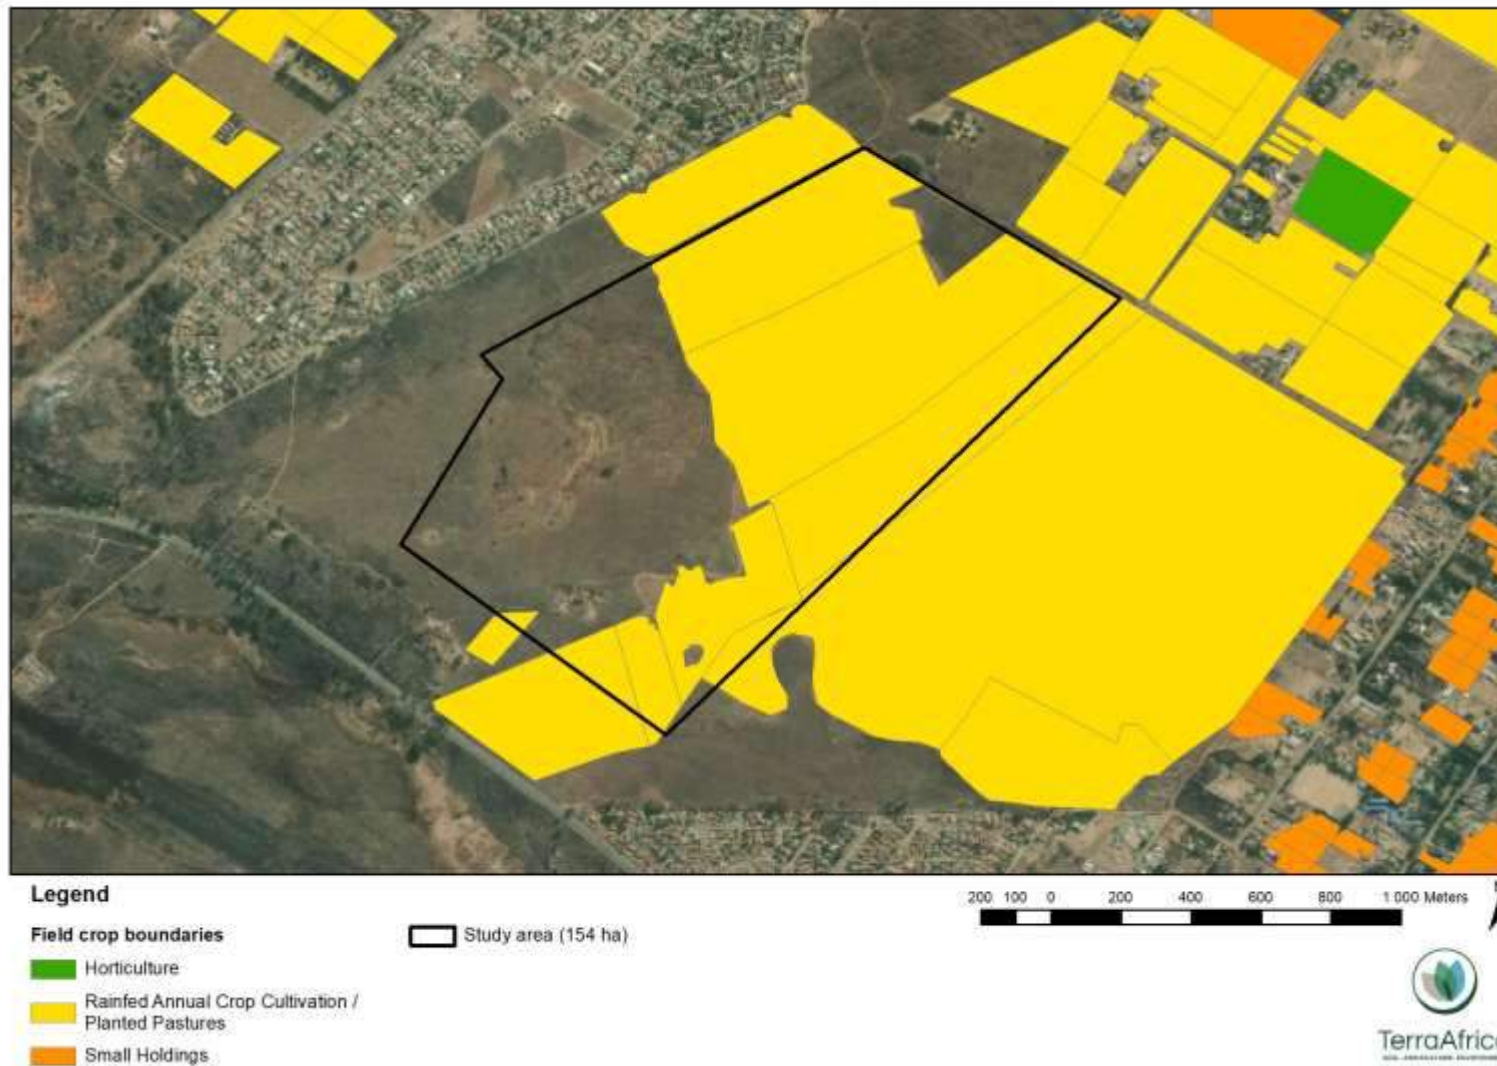 Legend
Field crop boundaries
Horticulture
Rainfed Annual Crop Cultivation /
Planted Pastures
Small Holdings
Study area (154 ha)
200 100 0 200 400 600 800 1 000 Meters
TerraAfric